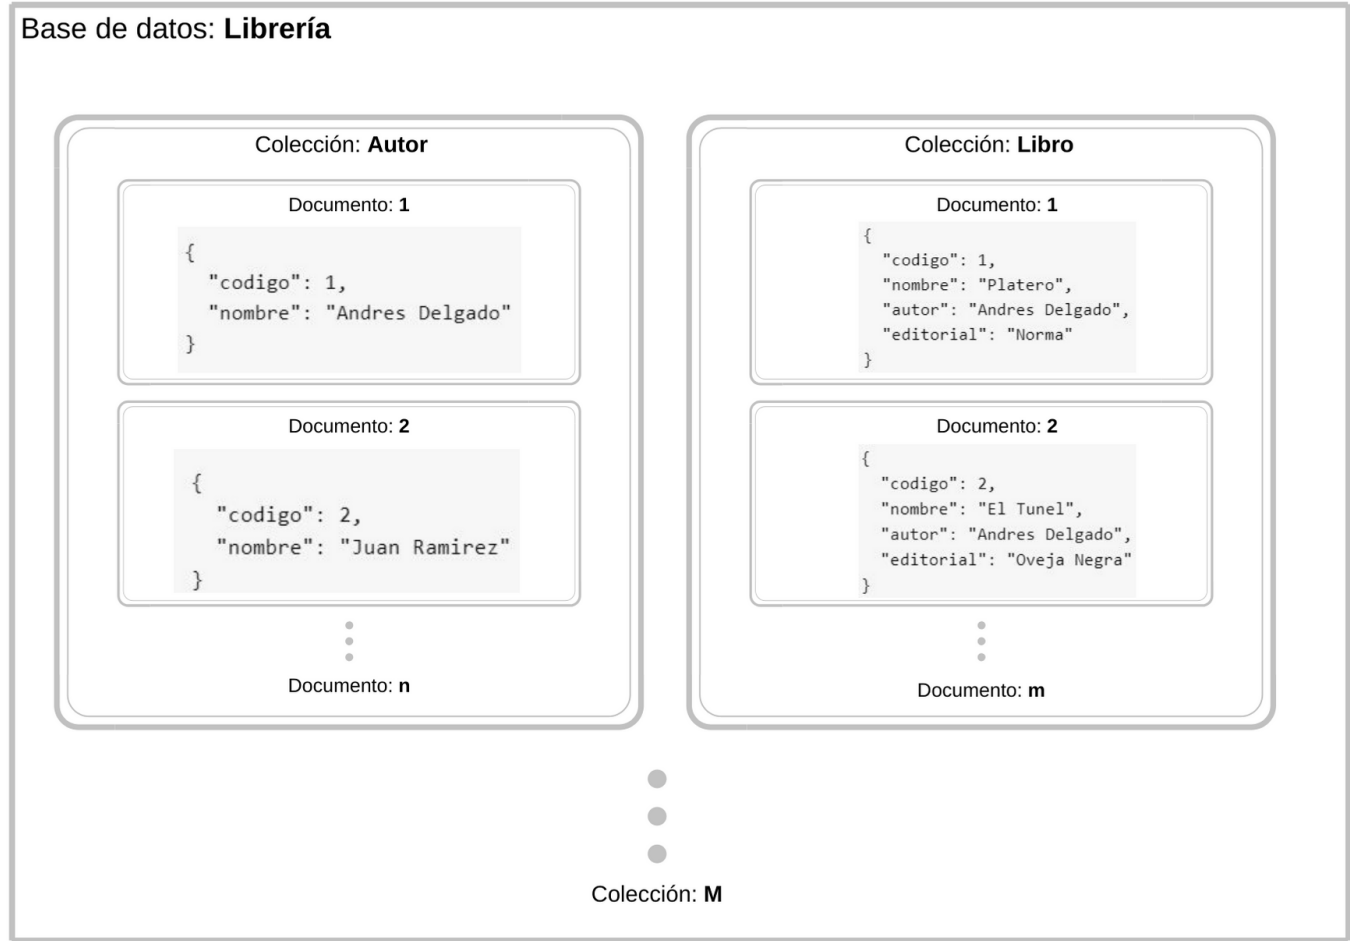 Base de datos: Librería
Colección: Autor
Documento: 1
{
"codigo": 1,
"nombre": "Andres Delgado"
}
Documento: 2
{
"codigo": 2,
"nombre": "Juan Ramirez"
}
Documento: n
Colección: Libro
Documento: 1
{
"codigo": 1,
"nombre": "Platero",
"autor": "Andres Delgado",
"editorial": "Norma"
}
Documento: 2
{
"codigo": 2,
"nombre": "El Tunel",
"autor": "Andres Delgado",
"editorial": "Oveja Negra"
}
Documento: m
Colección: M